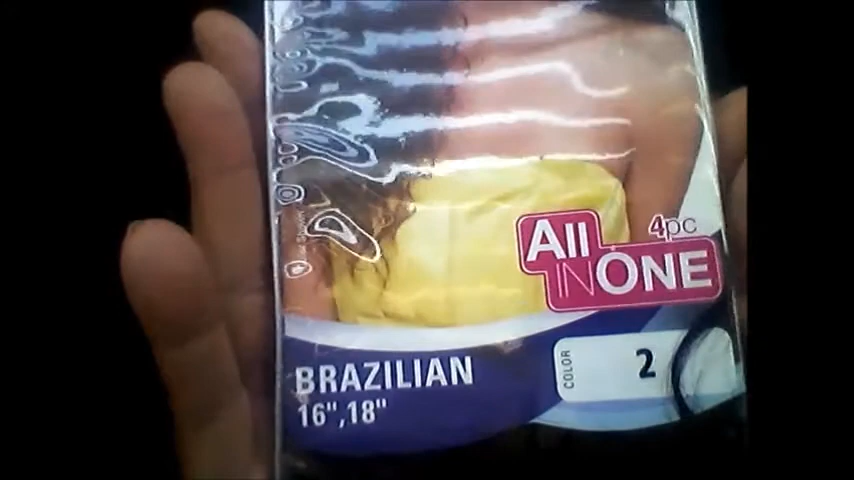 All
IN ONE
4pc
BRAZILIAN
16",18"
COLOR
2